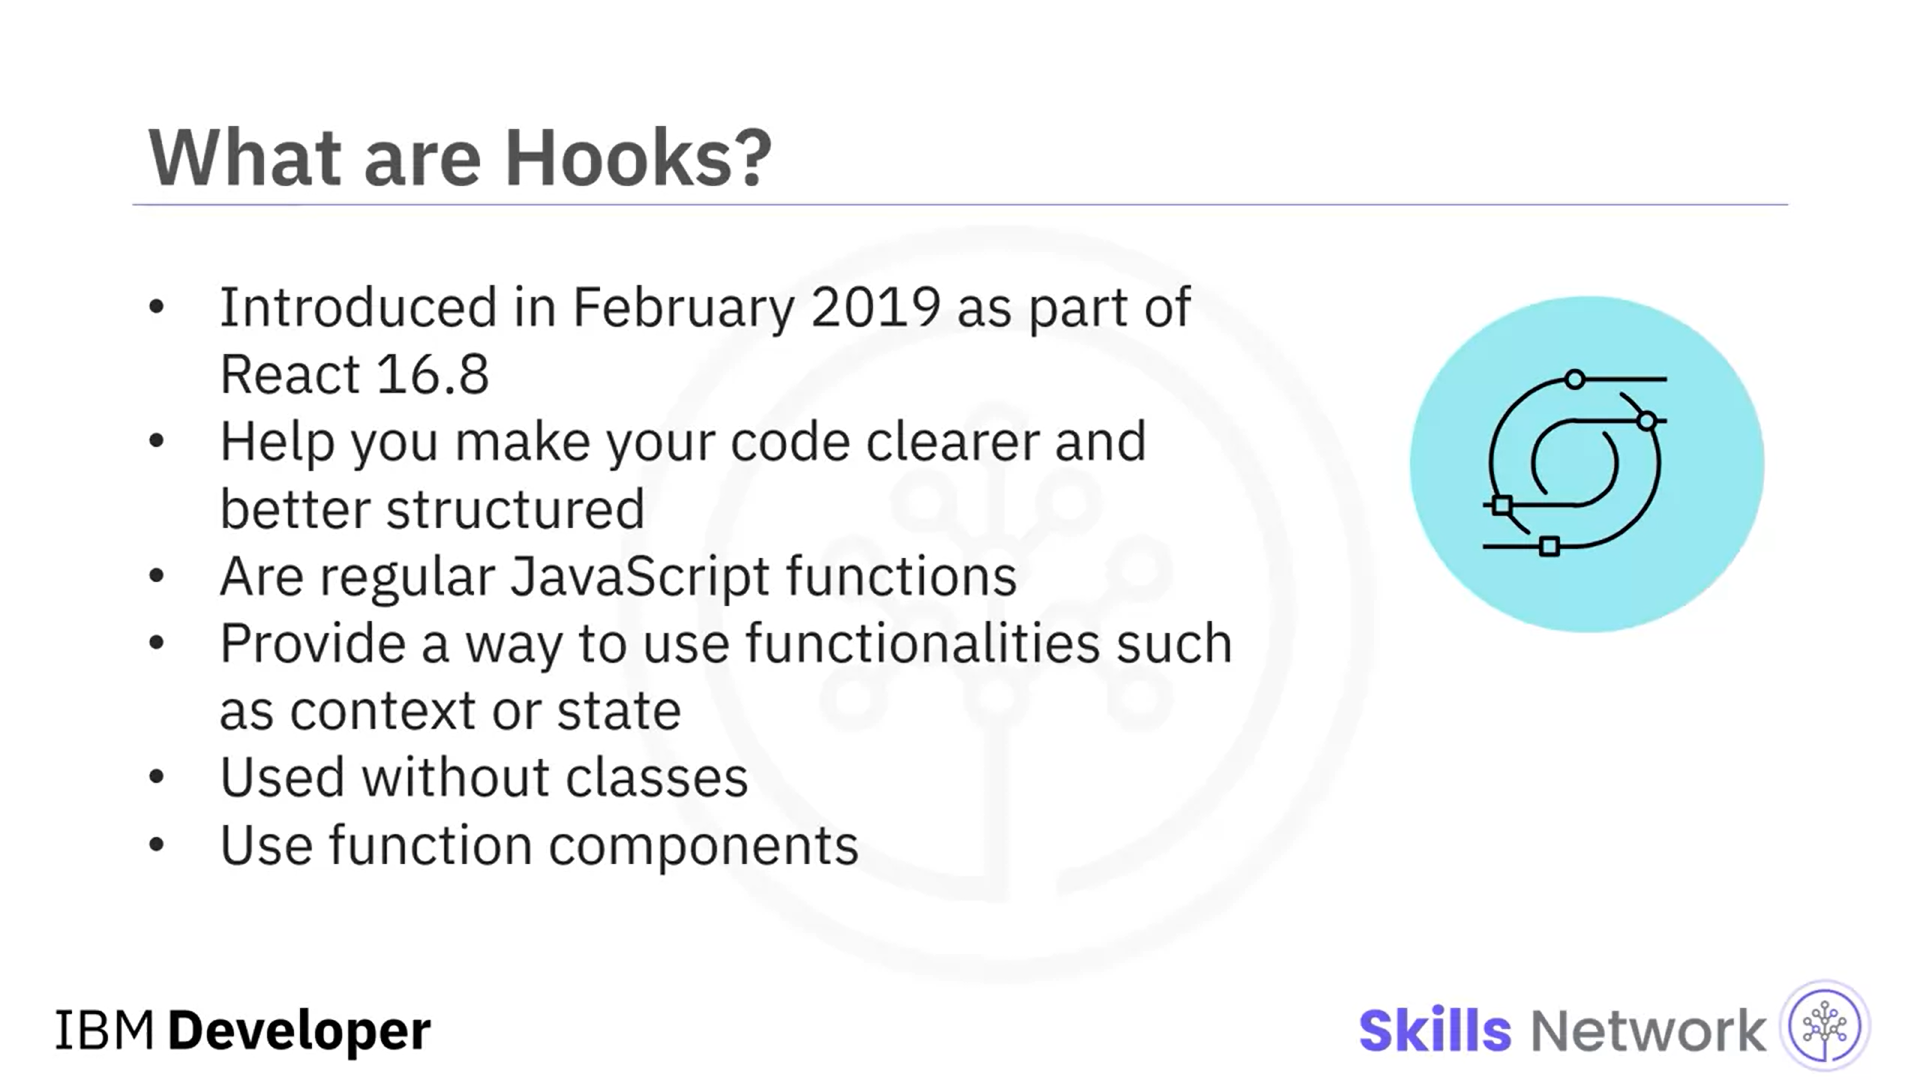 What are Hooks?
• Introduced in February 2019 as part of
React 16.8
• Help you make your code clearer and
better structured
• Are regular JavaScript functions
• Provide a way to use functionalities such
as context or state
• Used without classes
• Use function components
IBM Developer
Skills Network